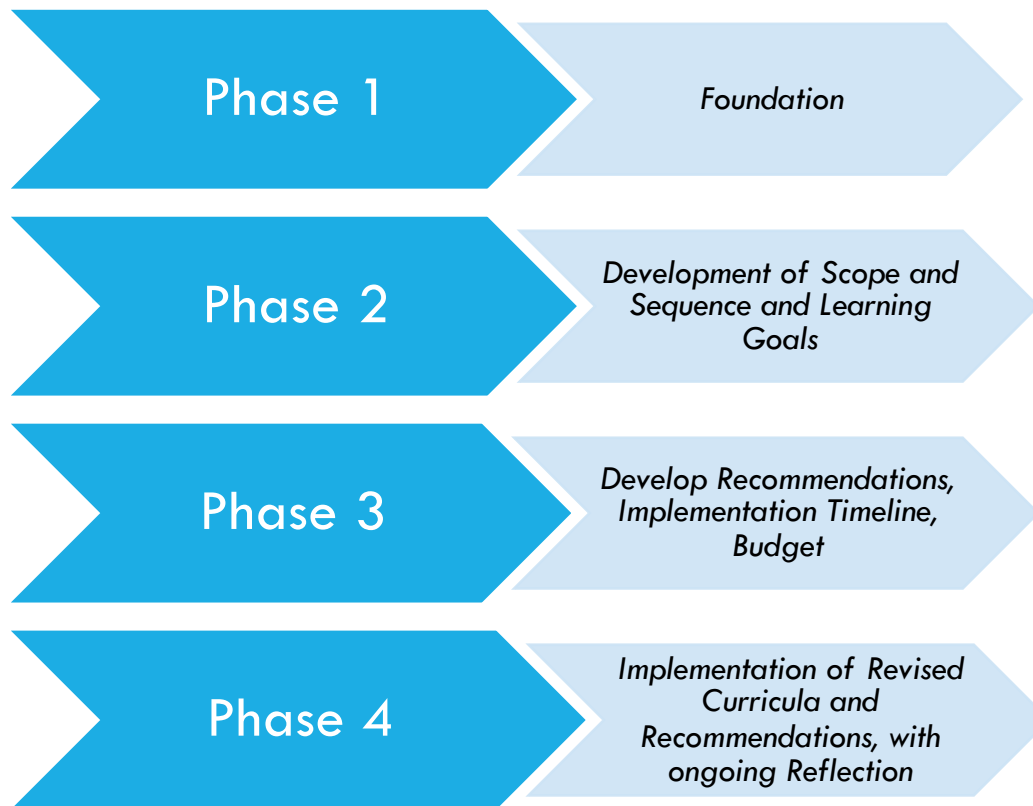 Phase 1
Foundation
Phase 2
Development of Scope and
Sequence and Learning
Goals
Phase 3
Develop Recommendations,
Implementation Timeline,
Budget
Phase 4
Implementation of Revised
Curricula and
Recommendations, with
ongoing Reflection